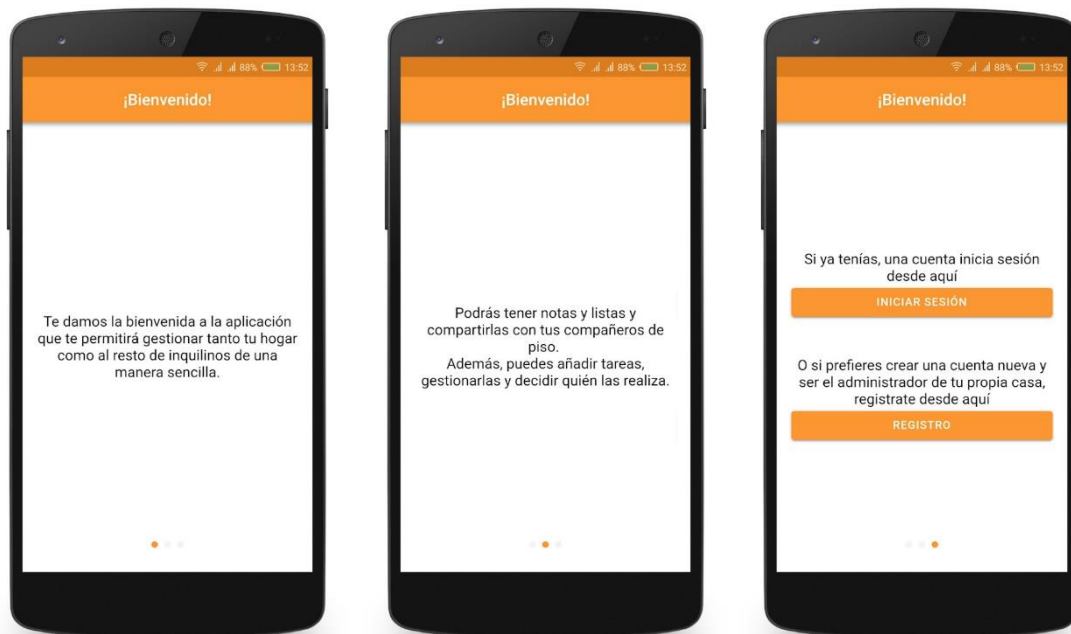 88% 13:52
¡Bienvenido!
Te damos la bienvenida a la aplicación
que te permitirá gestionar tanto tu hogar
como al resto de inquilinos de una
manera sencilla.
88% 13:52
¡Bienvenido!
Podrás tener notas y listas y
compartirlas con tus compañeros de
piso.
Además, puedes añadir tareas,
gestionarlas y decidir quién las realiza.
88% 13:52
¡Bienvenido!
Si ya tenías, una cuenta inicia sesión
desde aquí
INICIAR SESIÓN
O si prefieres crear una cuenta nueva y
ser el administrador de tu propia casa,
registrate desde aquí
REGISTRO